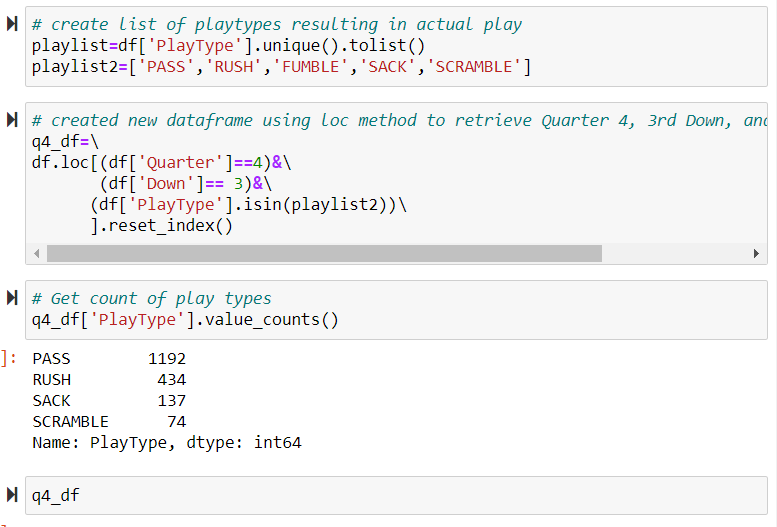 # create list of playtypes resulting in actual play
playlist=df['PlayType'].unique().tolist()
playlist2=['PASS','RUSH','FUMBLE','SACK','SCRAMBLE']
# created new dataframe using loc method to retrieve Quarter 4, 3rd Down, and
q4_df=\
df.loc[(df['Quarter']==4)&\
(df['Down']== 3)&\
(df['PlayType'].isin(playlist2))\
].reset_index()
# Get count of play types
q4_df['PlayType'].value_counts()
]: PASS 1192
RUSH 434
SACK 137
SCRAMBLE 74
Name: PlayType, dtype: int64
q4_df